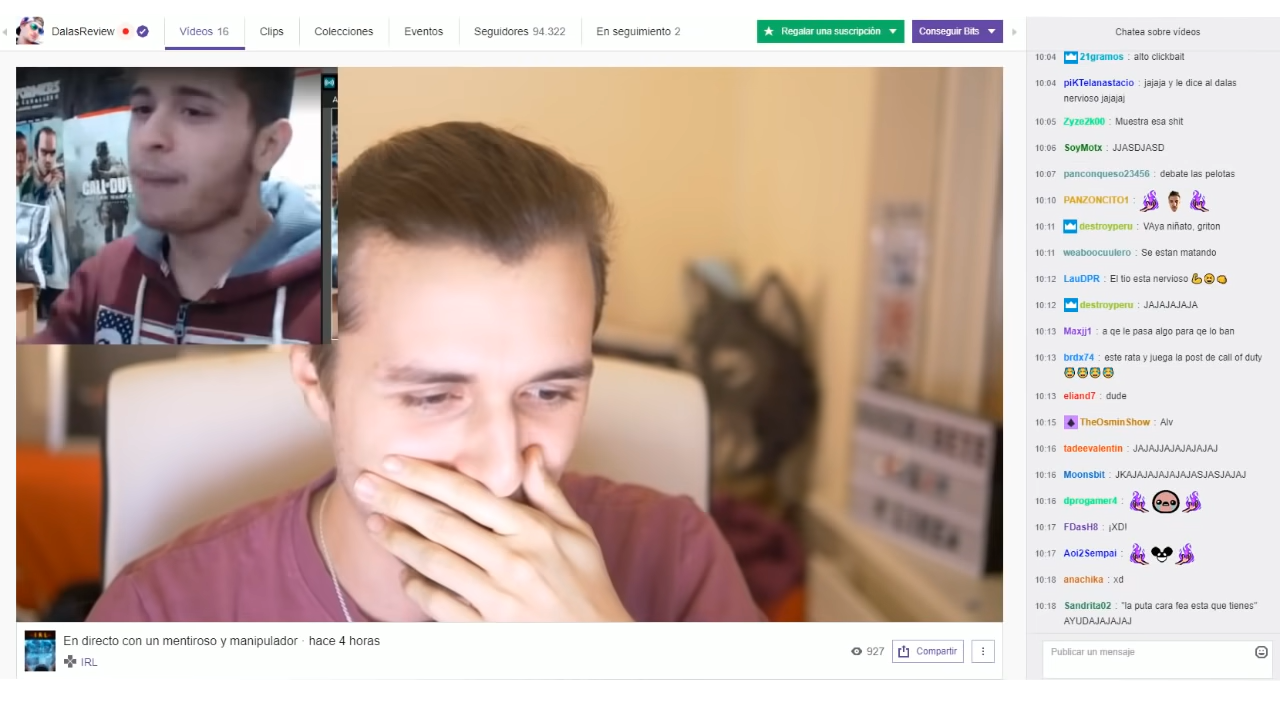 DalasReview
Vídeos 16
Clips
Colecciones
Eventos
Seguidores 94.322
En seguimiento 2
Regalar una suscripción
Conseguir Bits
Chatea sobre vídeos
CALL OF DUTY
10:04 21gramos : alto clickbait
10:04 piKTelanastacio : jajaja y le dice al dalas
nervioso jajajaj
10:05 Zyze2k00 : Muestra esa shit
10:06 SoyMotx : JJASDJASD
10:07 panconqueso23456 : debate las pelotas
10:10 PANZONCITO1 :
10:11 destroyperu : VAya niñato, griton
10:11 weaboocuulero : Se estan matando
10:12 LauDPR : El tio esta nervioso 💪😄👊
10:12 destroyperu : JAJAJAJAJA
10:13 Maxjj1 : a qe le pasa algo para qe lo ban
10:13 brdx74 : este rata y juega la post de call of duty
10:13 eliand7 : dude
10:15 TheOsminShow : Alv
10:16 tadeevalentin : JAJAJJAJAJAJAJAJ
10:16 Moonsbit : JKAJAJAJAJAJAJASJASJAJAJ
10:16 dprogamer4 :
10:17 FDasH8 : ¡XD!
10:17 Aoi2Sempai :
10:18 anachika : xd
10:18 Sandrita02 : "la puta cara fea esta que tienes"
AYUDAJAJAJAJ
En directo con un mentiroso y manipulador · hace 4 horas
IRL
927
Compartir
Publicar un mensaje